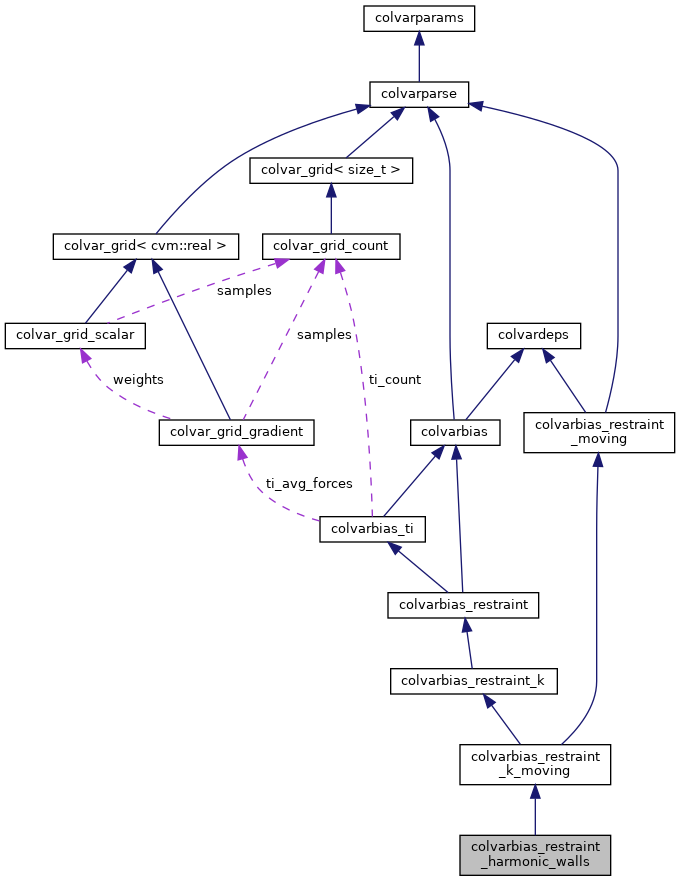 colvarparams
colvarparse
colvar_grid< size_t >
colvar_grid< cvm::real >
colvar_grid_count
samples
colvar_grid_scalar
samples
colvardeps
weights
ti_count
colvar_grid_gradient
colvarbias
colvarbias_restraint
_moving
ti_avg_forces
colvarbias_ti
colvarbias_restraint
colvarbias_restraint_k
colvarbias_restraint
_k_moving
colvarbias_restraint
_harmonic_walls